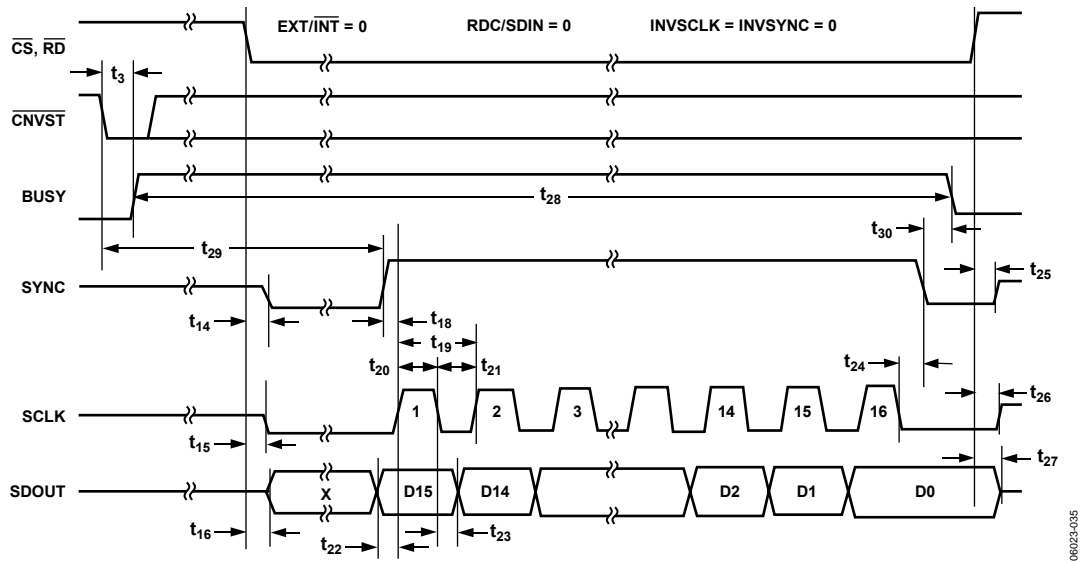 EXT/INT = 0 RDC/SDIN = 0 INVSCLK = INVSYNC = 0
CS, RD
t3
CNVST
BUSY
t28
t30
t29
t25
SYNC
t14
t18
t19
t20
t21
t24
t26
SCLK
1 2 3 14 15 16
t15
t27
SDOUT
X D15 D14 D2 D1 D0
t16
t22
t23
06023-035